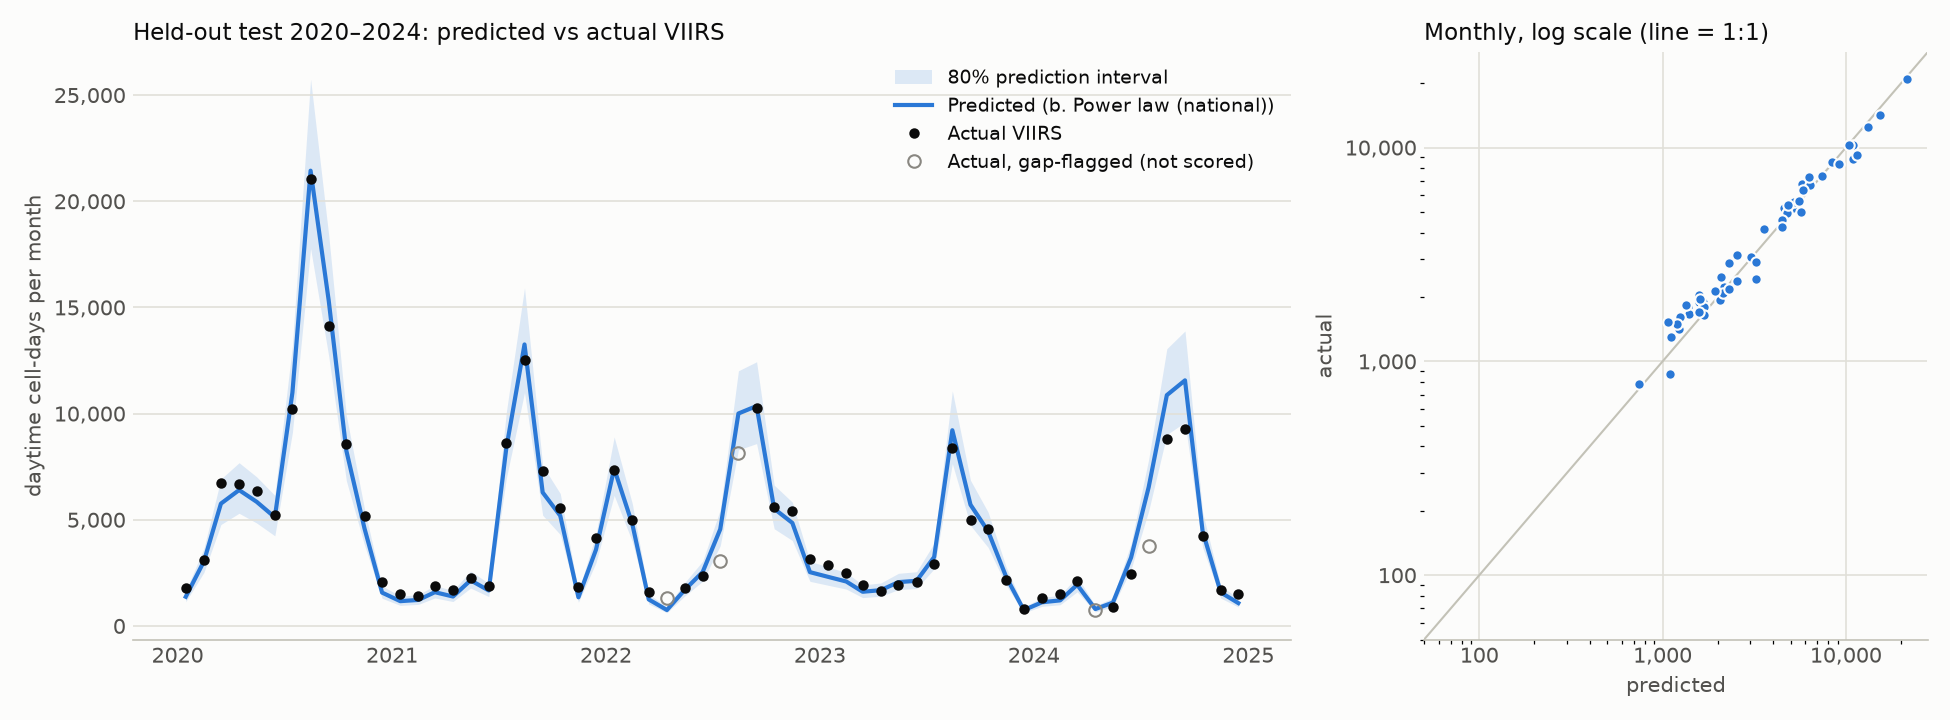 Held-out test 2020–2024: predicted vs actual VIIRS
80% prediction interval
Predicted (b. Power law (national))
Actual VIIRS
Actual, gap-flagged (not scored)
daytime cell-days per month
25,000
20,000
15,000
10,000
5,000
0
2020
2021
2022
2023
2024
2025
Monthly, log scale (line = 1:1)
actual
10,000
1,000
100
100
1,000
10,000
predicted